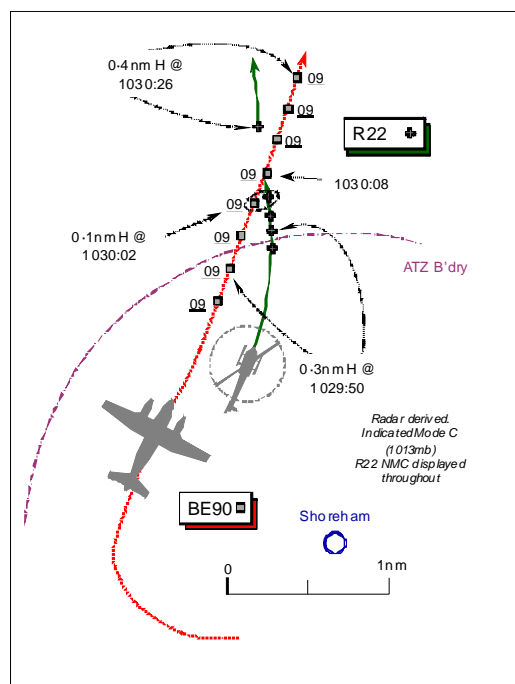 0·4nm H @
1030:26
09
09
09
R22
09
1030:08
09
0·1nm H @
1030:02
09
ATZ B'dry
09
09
0·3nm H @
1029:50
Radar derived.
Indicated Mode C
(1013mb)
R22 NMC displayed
throughout
BE90
Shoreham
0
1nm